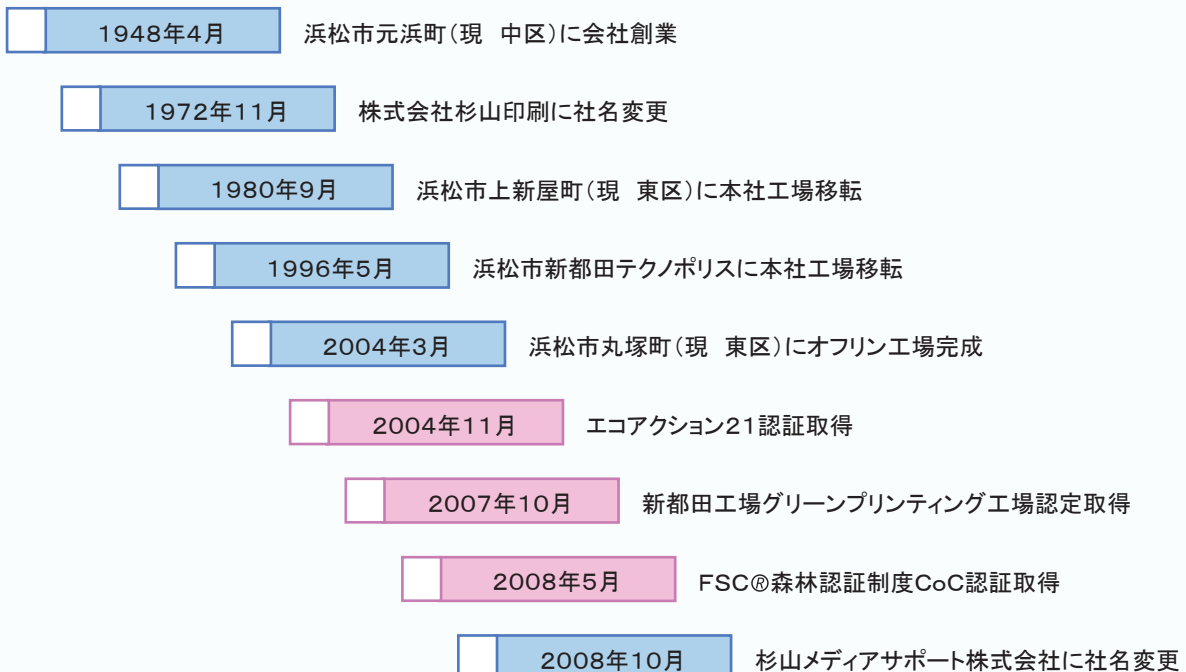 1948年4月 浜松市元浜町(現 中区)に会社創業
1972年11月 株式会社杉山印刷に社名変更
1980年9月 浜松市上新屋町(現 東区)に本社工場移転
1996年5月 浜松市新都田テクノポリスに本社工場移転
2004年3月 浜松市丸塚町(現 東区)にオフリン工場完成
2004年11月 エコアクション21認証取得
2007年10月 新都田工場グリーンプリンティング工場認定取得
2008年5月 FSC®森林認証制度CoC認証取得
2008年10月 杉山メディアサポート株式会社に社名変更